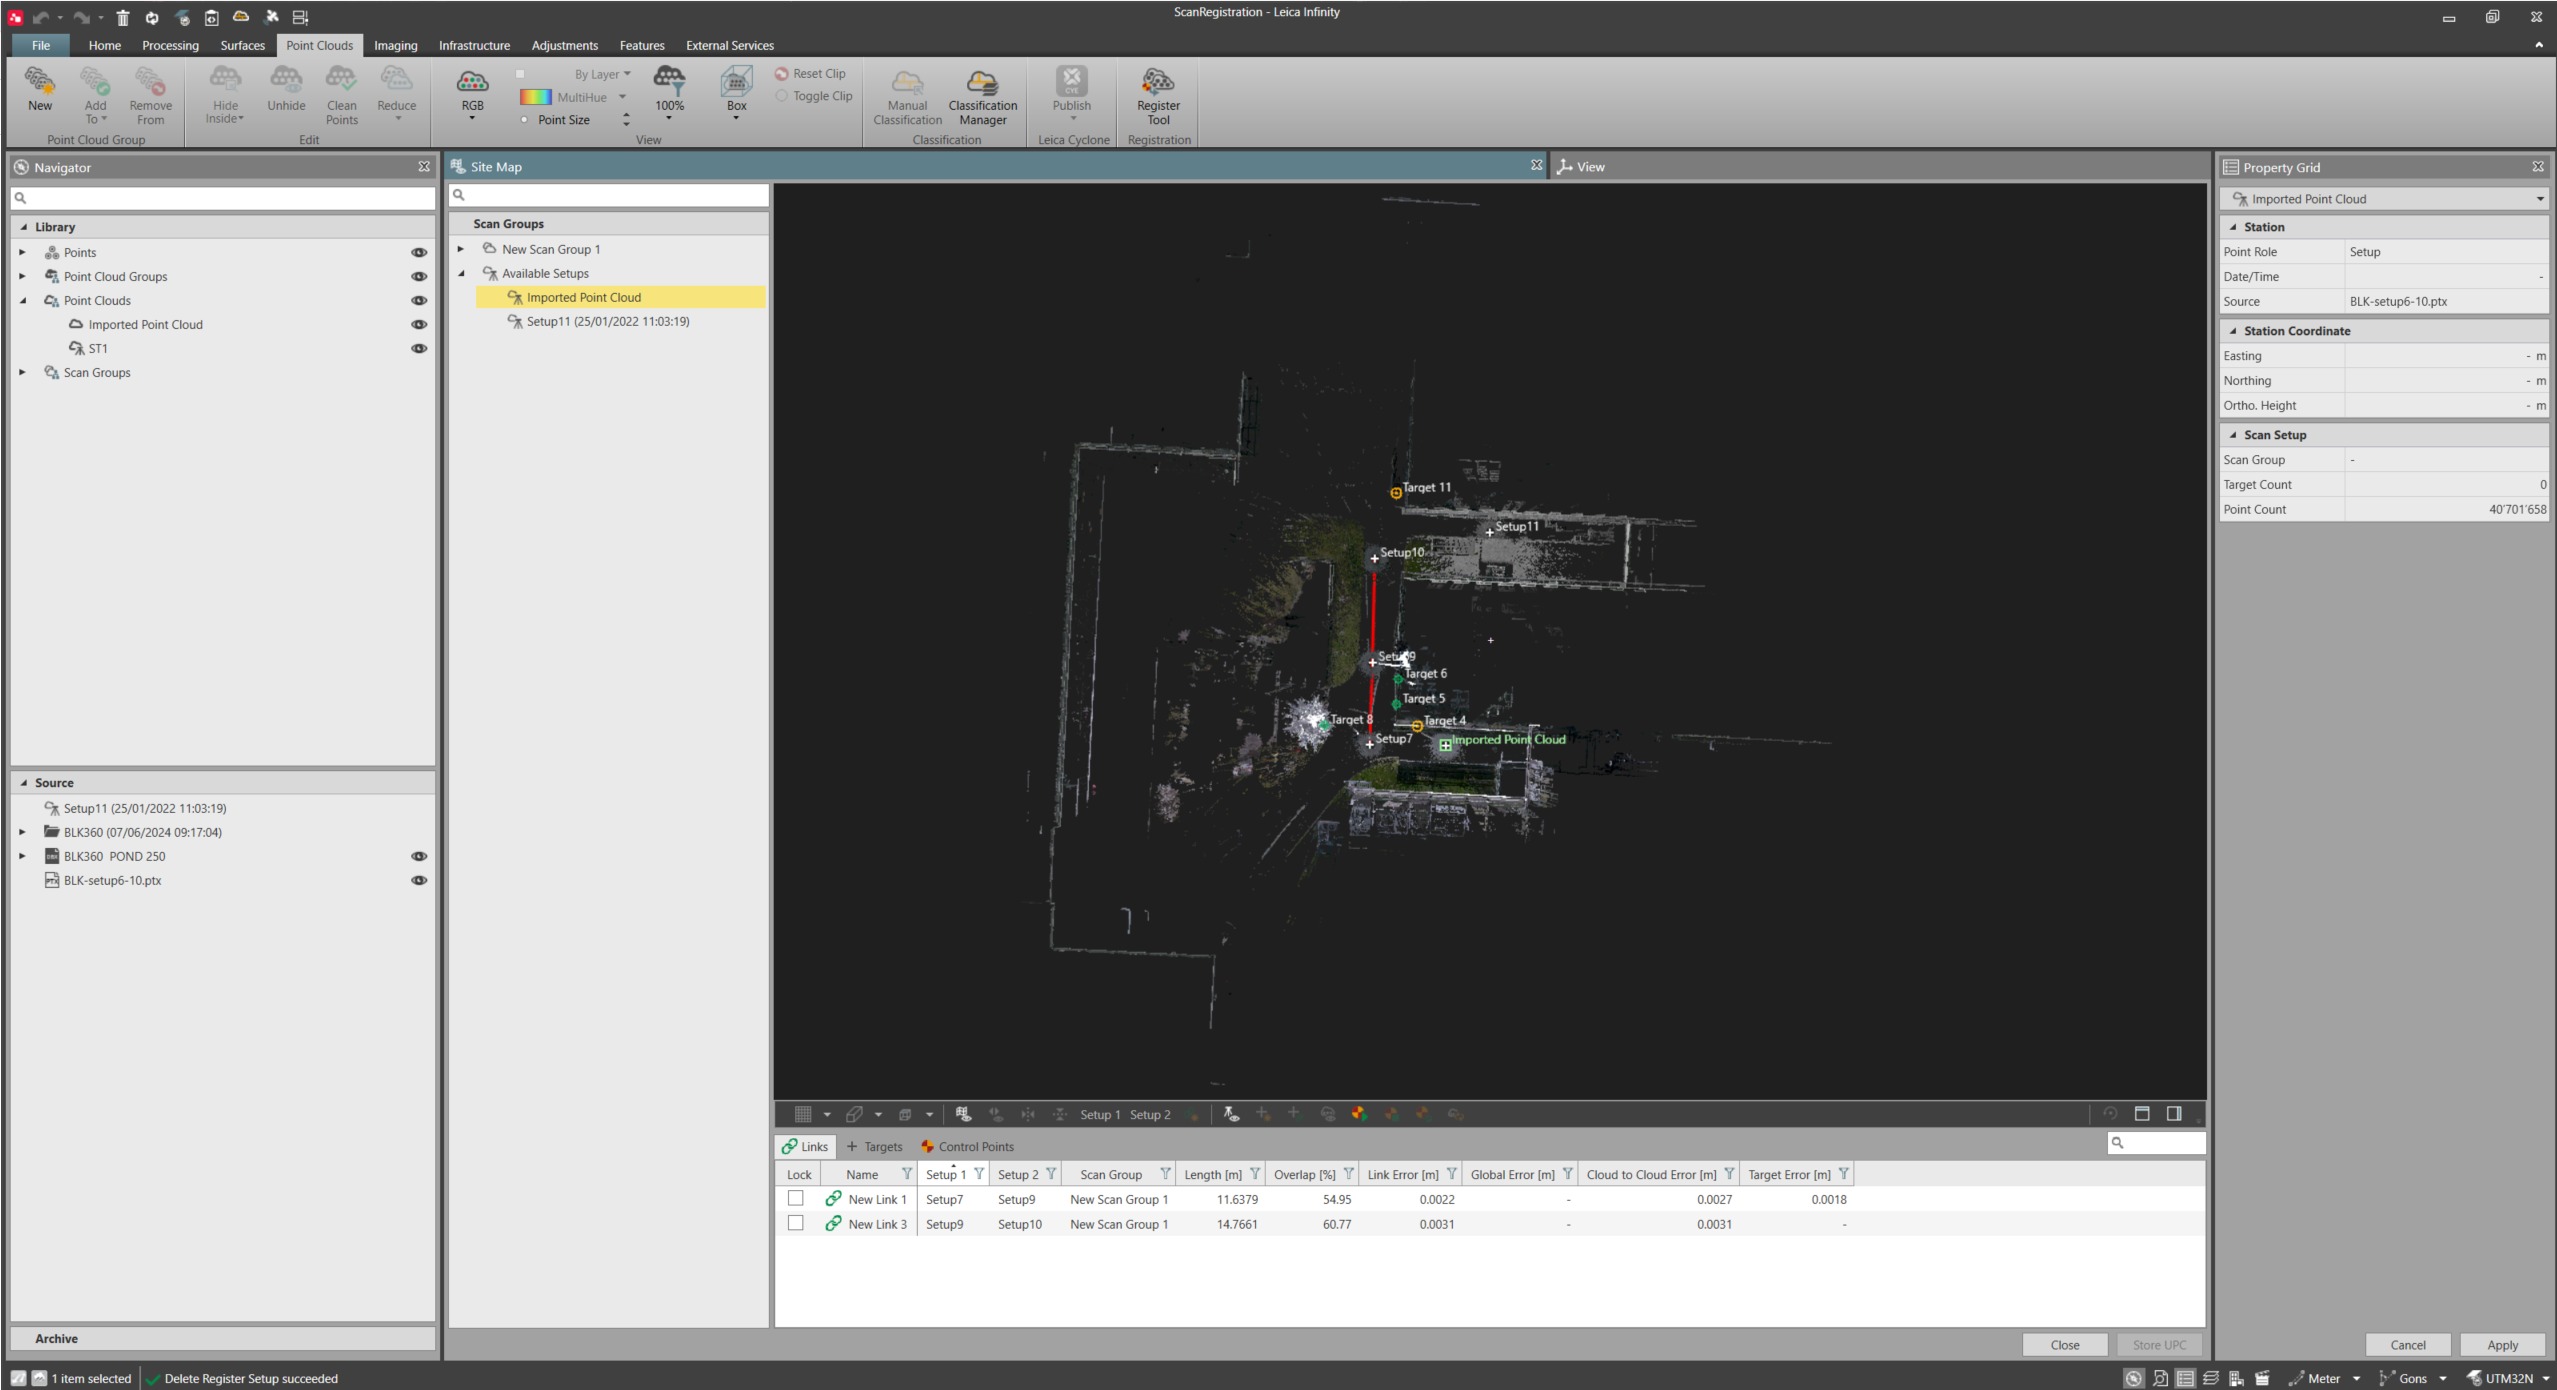 ScanRegistration - Leica Infinity
File Home Processing Surfaces Point Clouds Imaging Infrastructure Adjustments Features External Services
New
Add To
Remove From
Point Cloud Group
Hide Inside
Unhide
Clean Points
Reduce
Edit
RGB
By Layer
MultiHue
Point Size
100%
Box
Reset Clip
Toggle Clip
View
Manual Classification
Classification Manager
Classification
CYC
Publish
Leica Cyclone
Register Tool
Registration
Navigator
Library
Points
Point Cloud Groups
Point Clouds
Imported Point Cloud
ST1
Scan Groups
Source
Setup11 (25/01/2022 11:03:19)
BLK360 (07/06/2024 09:17:04)
BLK360 POND 250
BLK-setup6-10.ptx
Archive
Site Map
Scan Groups
New Scan Group 1
Available Setups
Imported Point Cloud
Setup11 (25/01/2022 11:03:19)
View
Target 11
Setup11
Setup10
Setup9
Target 6
Target 5
Target 8
Target 4
Setup7
Imported Point Cloud
Setup 1 Setup 2
Links Targets Control Points
Lock Name Setup 1 Setup 2 Scan Group Length [m] Overlap [%] Link Error [m] Global Error [m] Cloud to Cloud Error [m] Target Error [m]
New Link 1 Setup7 Setup9 New Scan Group 1 11.6379 54.95 0.0022 - 0.0027 0.0018
New Link 3 Setup9 Setup10 New Scan Group 1 14.7661 60.77 0.0031 - 0.0031 -
Close Store UPC
Property Grid
Imported Point Cloud
Station
Point Role Setup
Date/Time -
Source BLK-setup6-10.ptx
Station Coordinate
Easting - m
Northing - m
Ortho. Height - m
Scan Setup
Scan Group -
Target Count 0
Point Count 40'701'658
Cancel Apply
1 item selected Delete Register Setup succeeded
Meter Gons UTM32N